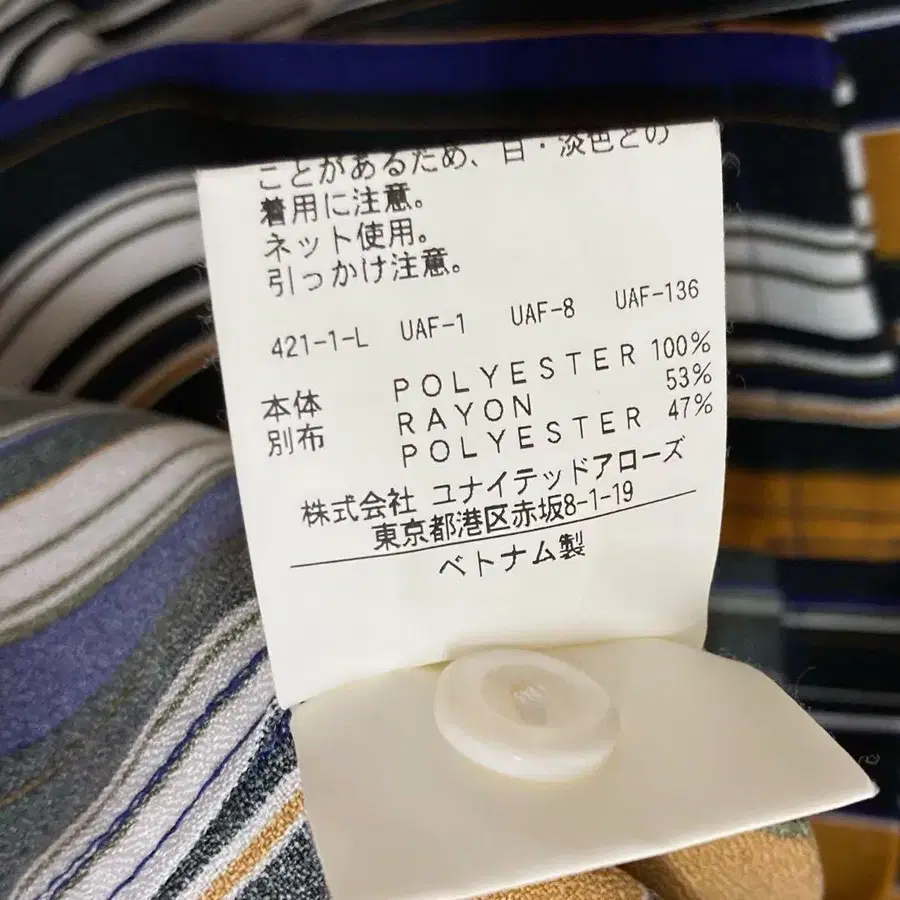 ことがあるため、白・淡色との
着用に注意。
ネット使用。
引っかけ注意。
421-1-L UAF-1 UAF-8 UAF-136
本体 POLYESTER 100%
別布 RAYON 53%
POLYESTER 47%
株式会社 ユナイテッドアローズ
東京都港区赤坂8-1-19
ベトナム製